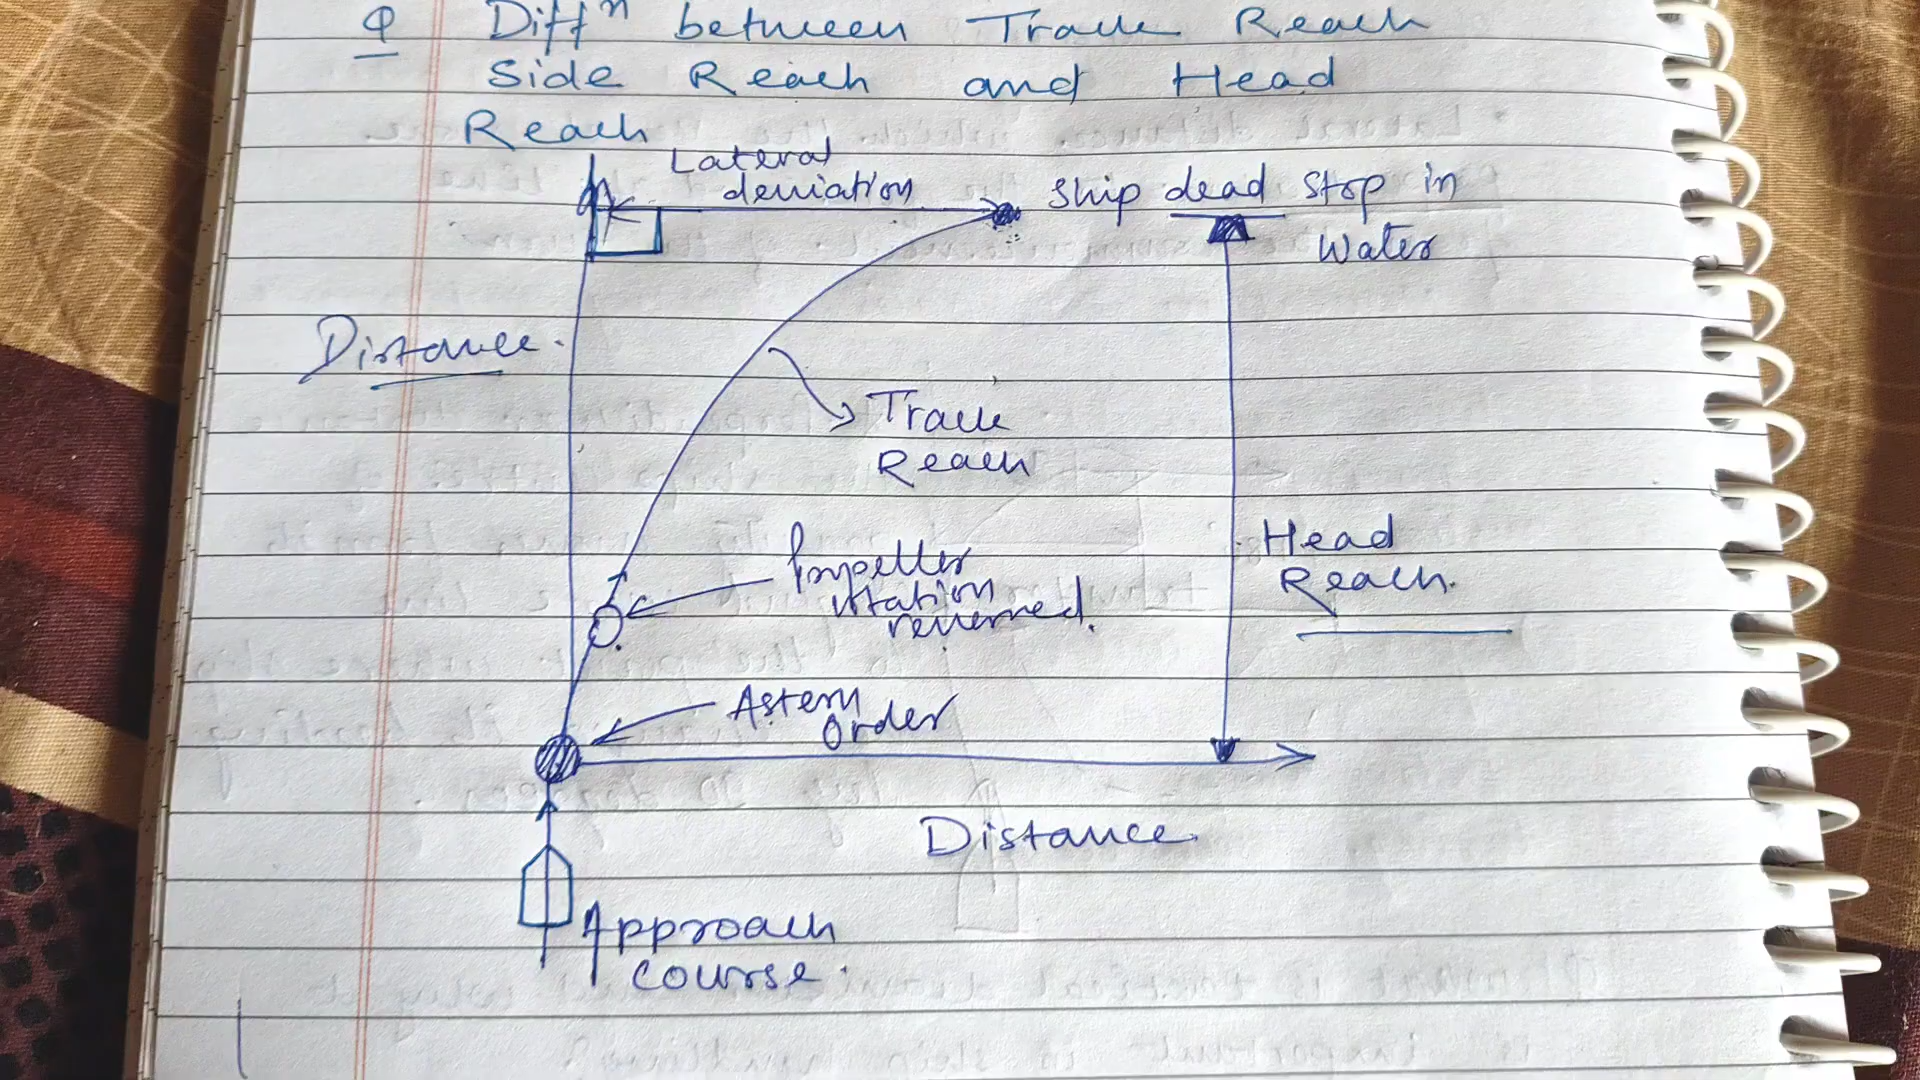 Q Diffn between Track Reach
Side Reach and Head
Reach
Lateral
deviation
Ship dead stop in
Water
Distance.
Track
Reach
Propeller
rotation
reversed.
Head
Reach.
Astern
Order
Distance.
Approach
course.